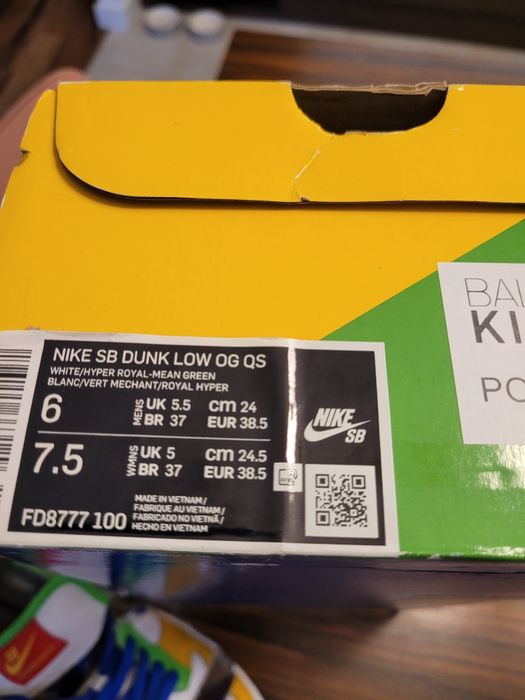 NIKE SB DUNK LOW OG QS
WHITE/HYPER ROYAL-MEAN GREEN
BLANC/VERT MECHANT/ROYAL HYPER
6 MENS UK 5.5 cm 24
BR 37 EUR 38.5
7.5 WMNS UK 5 cm 24.5
BR 37 EUR 38.5
FD8777 100
MADE IN VIETNAM /
FABRIQUE AU VIETNAM /
FABRICADO NO VIETNÃ /
HECHO EN VIETNAM
NIKE
SB
BAL
KI
PO